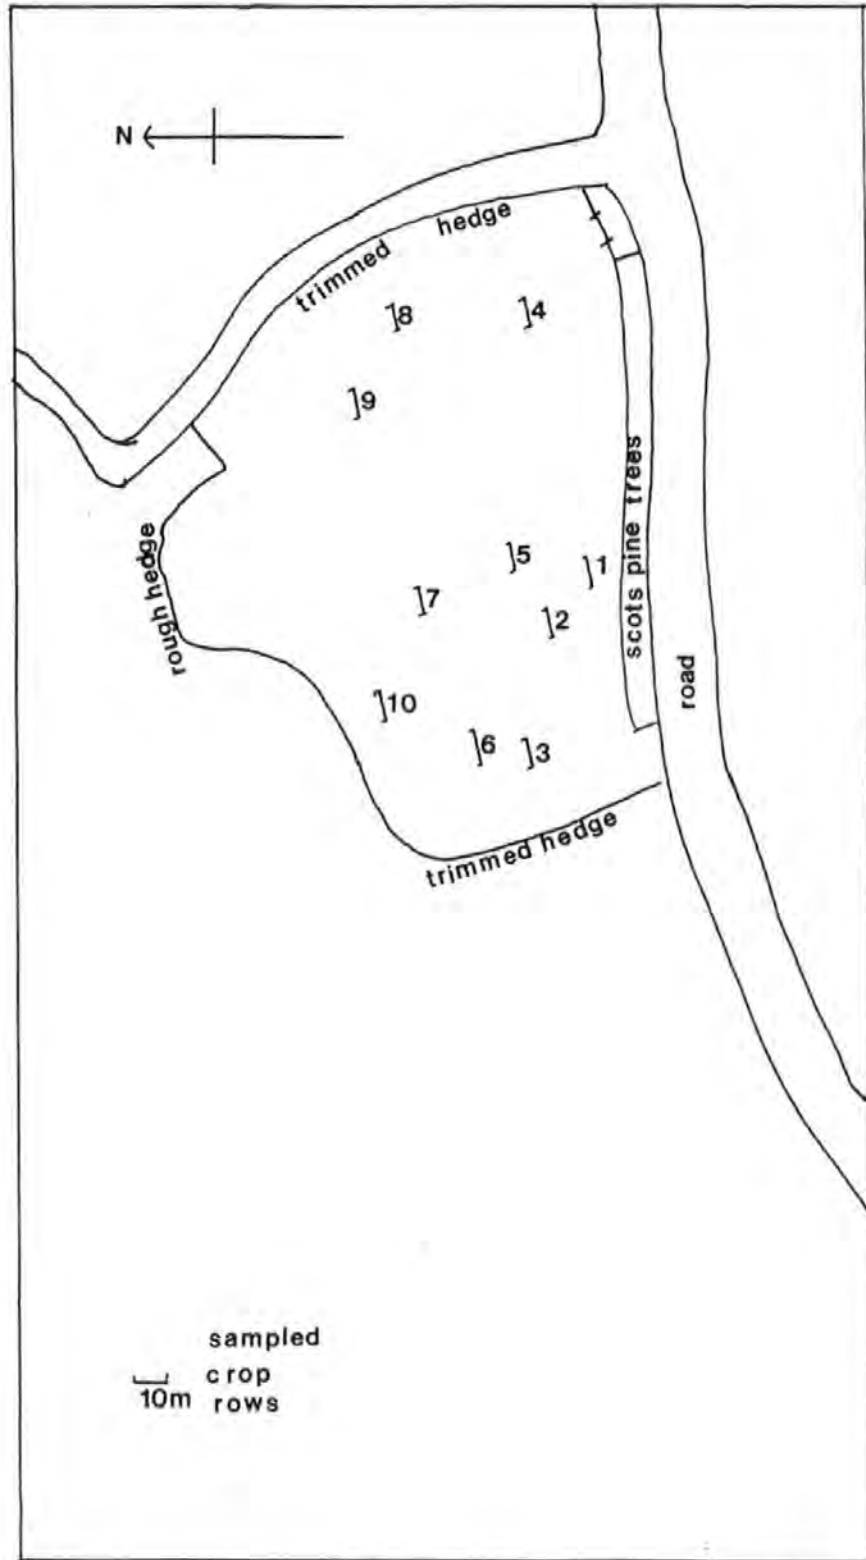 N
trimmed hedge
8
4
9
scots pine trees
rough hedge
5
1
7
2
road
10
6
3
trimmed hedge
sampled
crop
10m rows